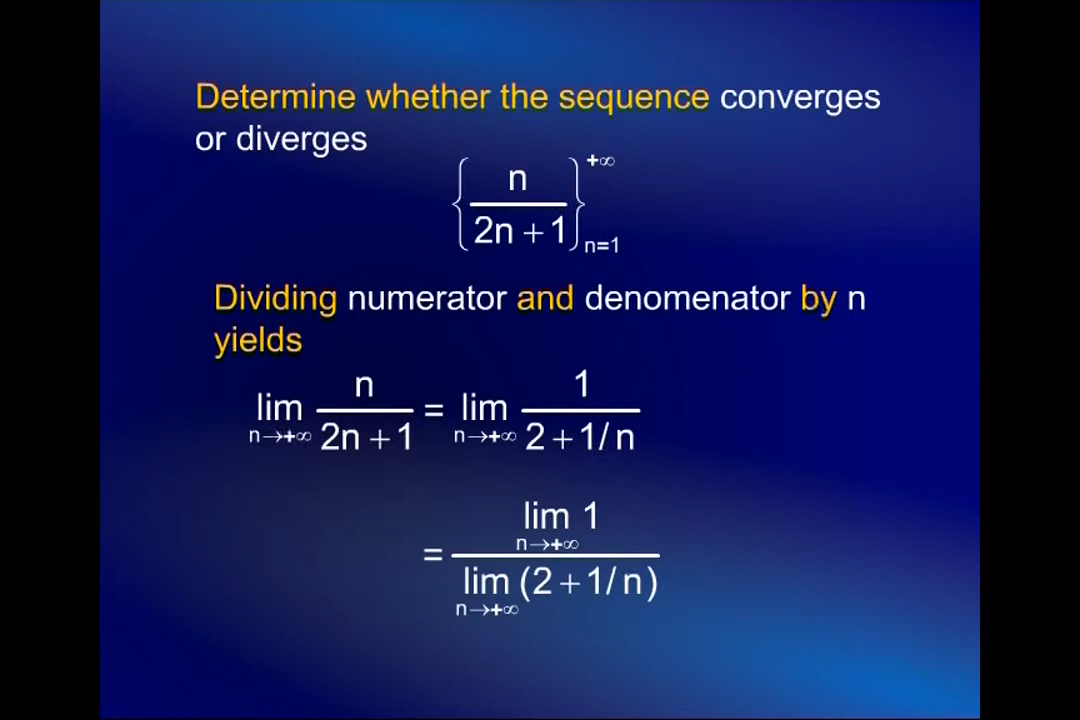 Determine whether the sequence converges
or diverges
{ n / 2n + 1 } +∞ n=1
Dividing numerator and denomenator by n
yields
lim n→+∞ n / 2n + 1 = lim n→+∞ 1 / 2 + 1/n
= lim n→+∞ 1 / lim n→+∞ (2 + 1/n)